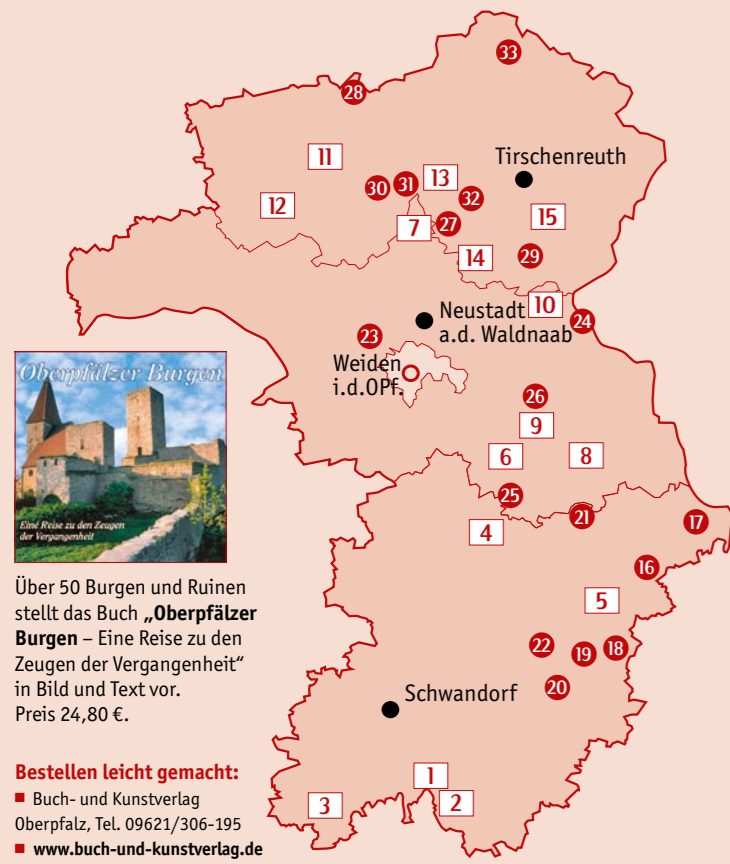 33
28
11
Tirschenreuth
30
31
13
32
12
15
7
27
14
29
10
Neustadt
a.d. Waldnaab
24
23
Weiden
i.d.OPf.
26
9
6
8
25
21
17
4
16
5
22
19
18
20
Schwandorf
1
2
3
Oberpfälzer Burgen
Eine Reise zu den Zeugen
der Vergangenheit
Über 50 Burgen und Ruinen
stellt das Buch „Oberpfälzer
Burgen – Eine Reise zu den
Zeugen der Vergangenheit“
in Bild und Text vor.
Preis 24,80 €.
Bestellen leicht gemacht:
■ Buch- und Kunstverlag
Oberpfalz, Tel. 09621/306-195
■ www.buch-und-kunstverlag.de